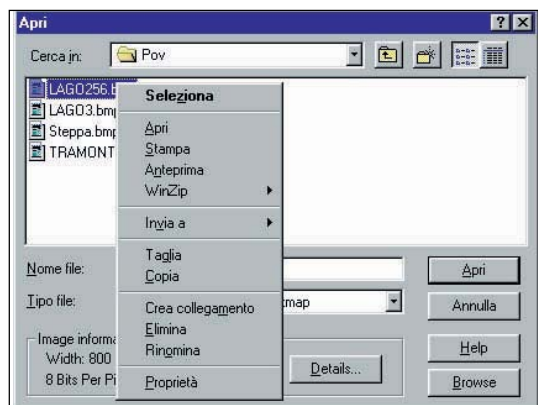 Apri
Cerca in: Pov
LAGO256.b
LAGO3.bmp
Steppa.bmp
TRAMONT
Seleziona
Apri
Stampa
Anteprima
WinZip
Invia a
Taglia
Copia
Crea collegamento
Elimina
Rinomina
Proprietà
Nome file:
Apri
Tipo file: map
Annulla
Image informa
Width: 800
8 Bits Per Pi
Details...
Help
Browse